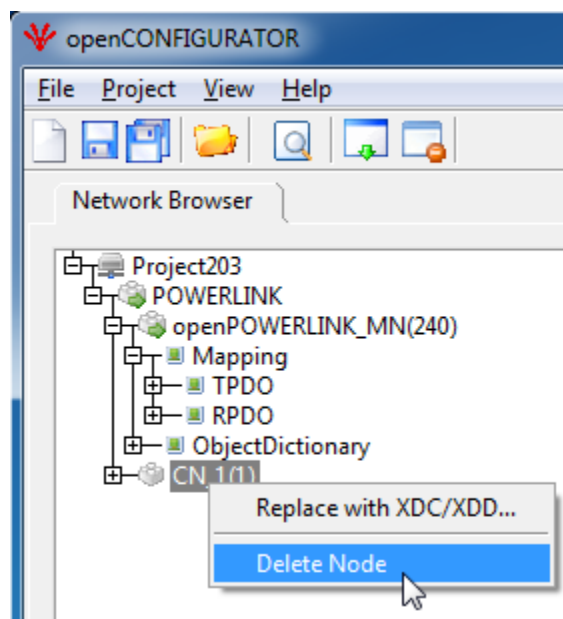 openCONFIGURATOR
File Project View Help
Network Browser
Project203
POWERLINK
openPOWERLINK_MN(240)
Mapping
TPDO
RPDO
ObjectDictionary
CN_1(1)
Replace with XDC/XDD...
Delete Node